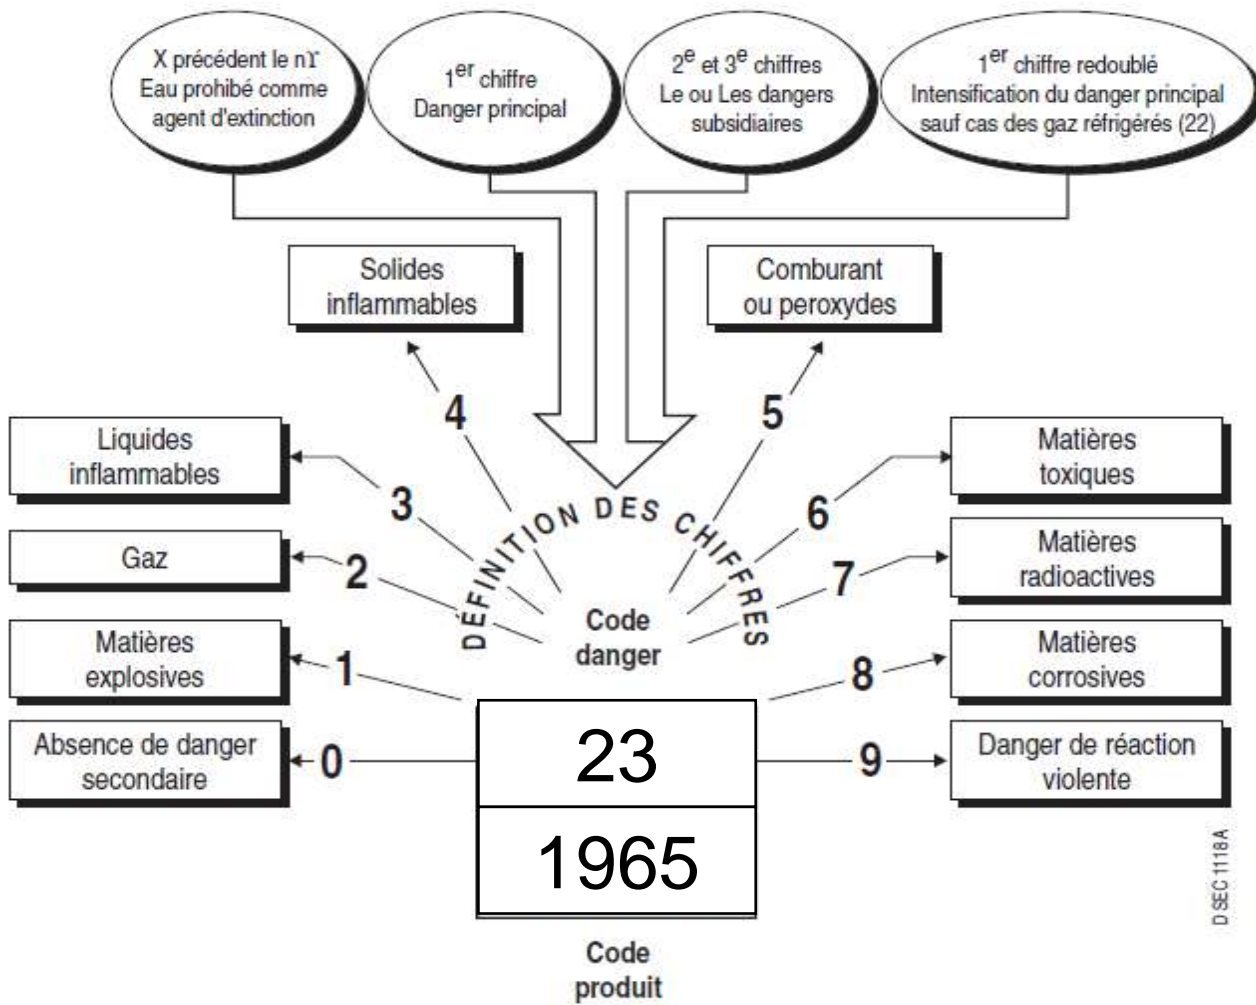 X précédent le nϒ
Eau prohibé comme
agent d'extinction
1er chiffre
Danger principal
2e et 3e chiffres
Le ou Les dangers
subsidiaires
1er chiffre redoublé
Intensification du danger principal
sauf cas des gaz réfrigérés (22)
Solides
inflammables
Comburant
ou peroxydes
4
5
Liquides
inflammables
3
6
Matières
toxiques
DÉFINITION DES CHIFFRES
Gaz
2
7
Matières
radioactives
Code
danger
Matières
explosives
1
8
Matières
corrosives
Absence de danger
secondaire
0
23
9
Danger de réaction
violente
1965
Code
produit
D SEC 1118 A